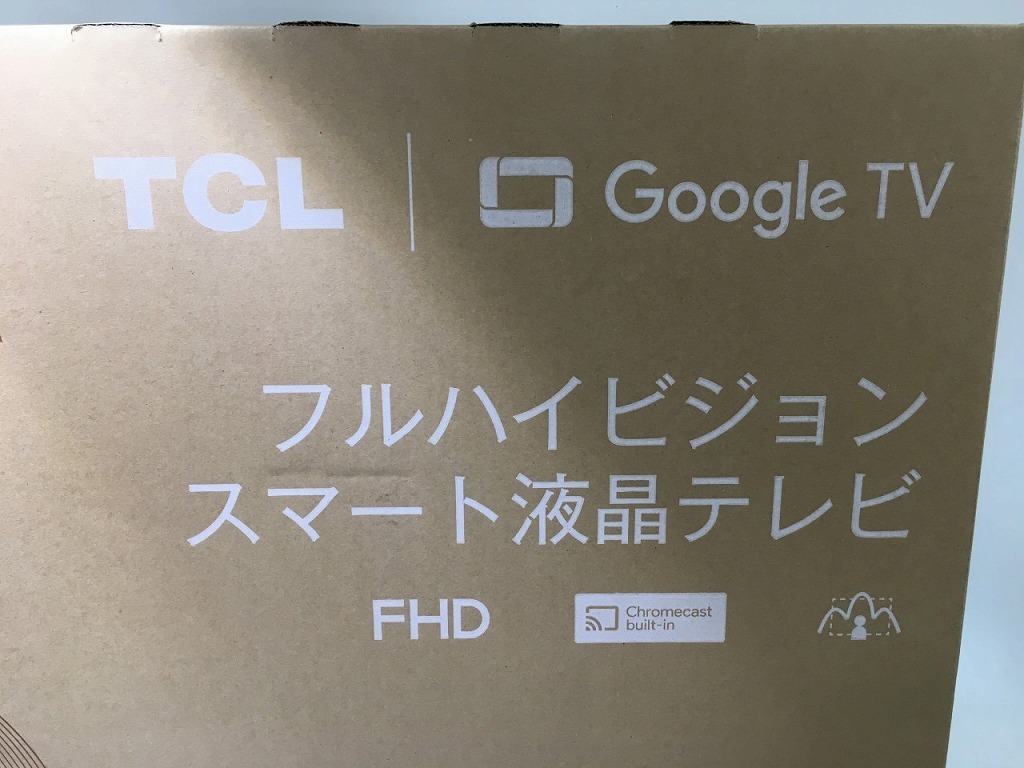 TCL | Google TV
フルハイビジョン
スマート液晶テレビ
FHD Chromecast built-in